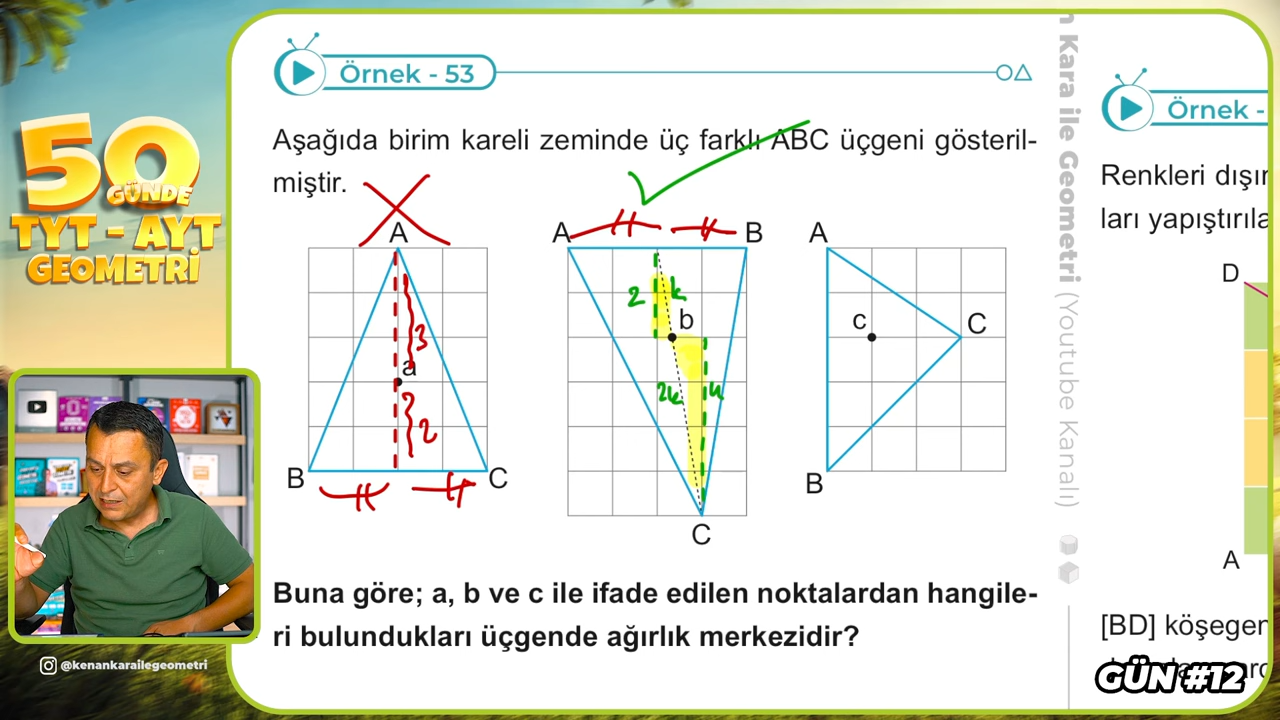 50
GÜNDE
TYT - AYT
GEOMETRİ
Örnek - 53
Aşağıda birim kareli zeminde üç farklı ABC üçgeni gösteril-
miştir.
A
B
C
a
3
2
A
B
C
b
2
k
2k
4
A
B
C
c
Buna göre; a, b ve c ile ifade edilen noktalardan hangile-
ri bulundukları üçgende ağırlık merkezidir?
n Kara ile Geometri (Youtube Kanalı)
Örnek -
Renkleri dışır
ları yapıştırıla
D
A
[BD] köşegen
GÜN #12
@kenankarailegeometri